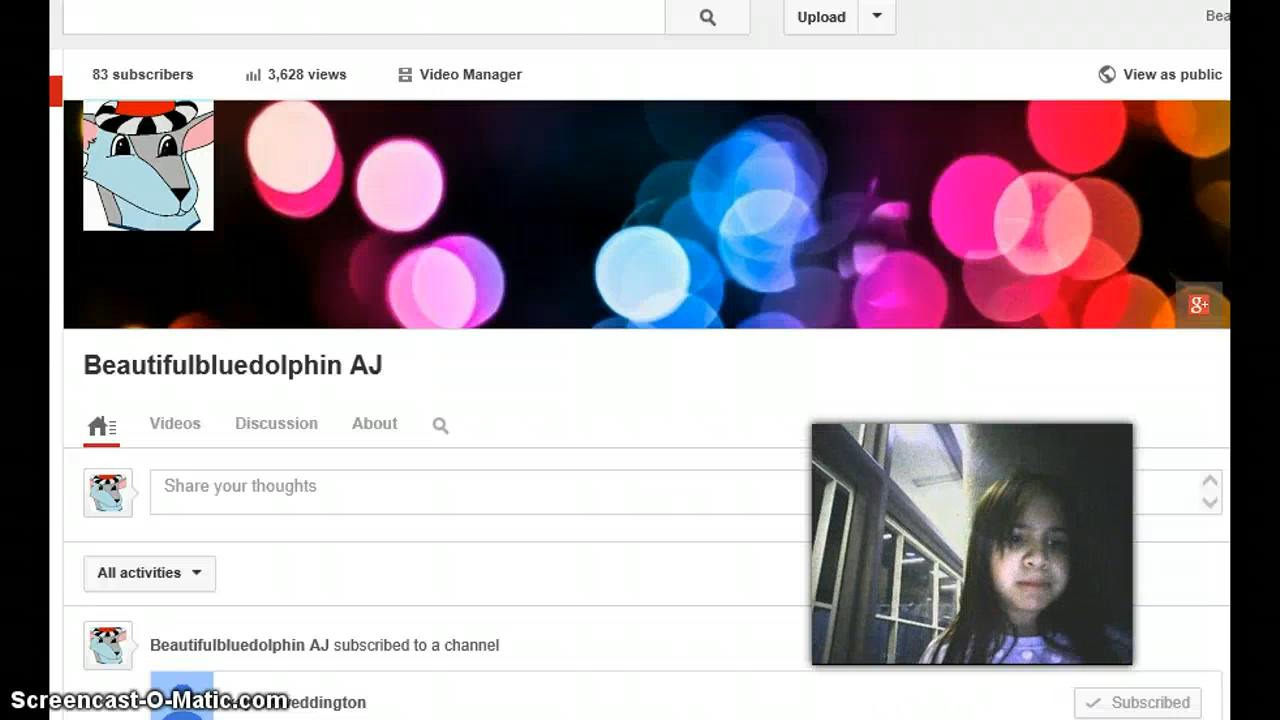 Upload
Bea
83 subscribers
3,628 views
Video Manager
View as public
g+
Beautifulbluedolphin AJ
Videos
Discussion
About
Share your thoughts
All activities
Beautifulbluedolphin AJ subscribed to a channel
eddington
Subscribed
Screencast-O-Matic.com